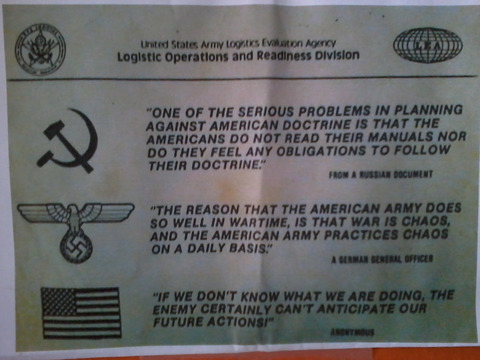 United States Army Logistics Evaluation Agency
Logistic Operations and Readiness Division
LEA
"ONE OF THE SERIOUS PROBLEMS IN PLANNING
AGAINST AMERICAN DOCTRINE IS THAT THE
AMERICANS DO NOT READ THEIR MANUALS NOR
DO THEY FEEL ANY OBLIGATIONS TO FOLLOW
THEIR DOCTRINE."
FROM A RUSSIAN DOCUMENT
"THE REASON THAT THE AMERICAN ARMY DOES
SO WELL IN WARTIME, IS THAT WAR IS CHAOS,
AND THE AMERICAN ARMY PRACTICES CHAOS
ON A DAILY BASIS."
A GERMAN GENERAL OFFICER
"IF WE DON'T KNOW WHAT WE ARE DOING, THE
ENEMY CERTAINLY CAN'T ANTICIPATE OUR
FUTURE ACTIONS!"
ANONYMOUS